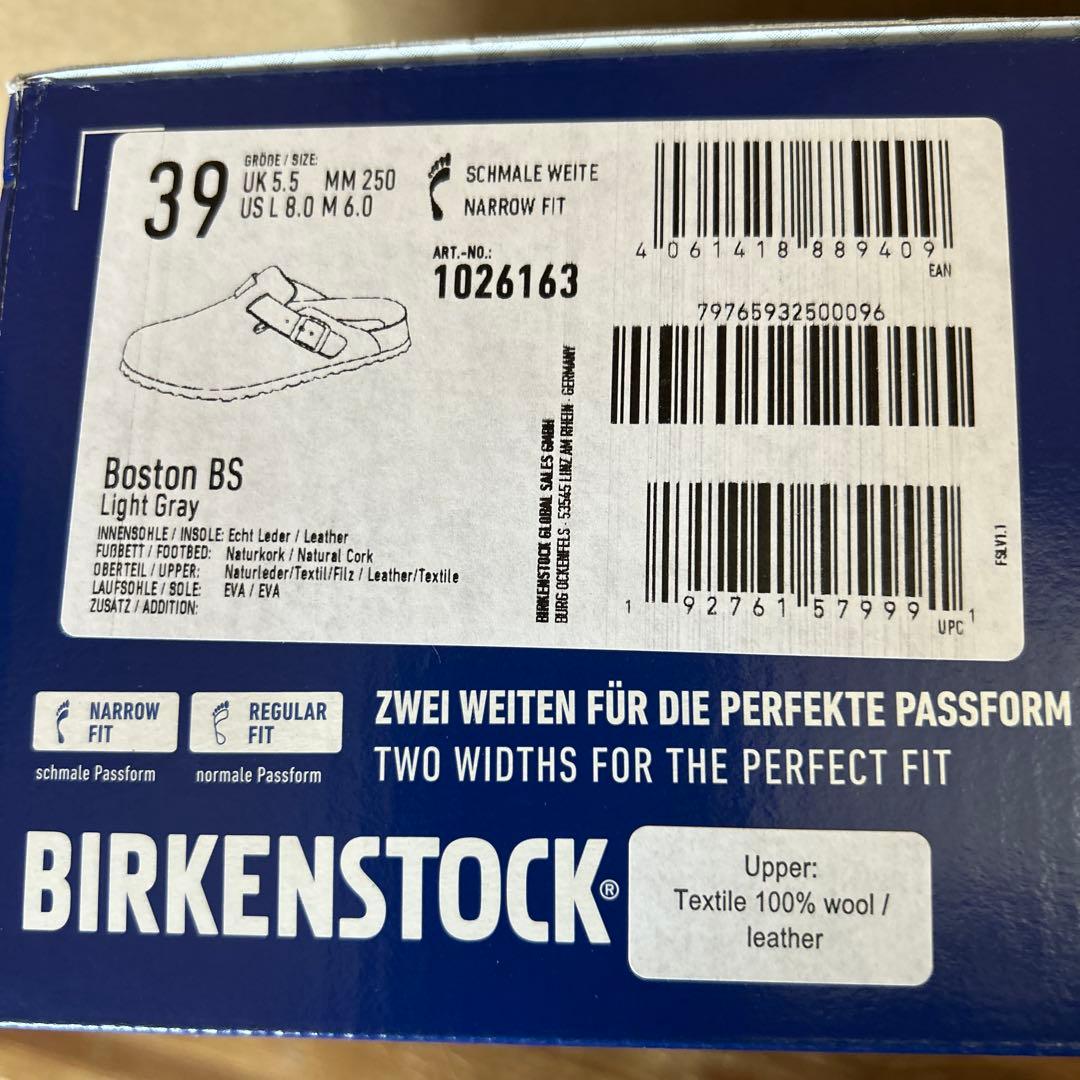 39
GRÖßE / SIZE:
UK 5.5 MM 250
US L 8.0 M 6.0
SCHMALE WEITE
NARROW FIT
ART.-NO.:
1026163
4 061418 889409
EAN
79765932500096
BIRKENSTOCK GLOBAL SALES GMBH
BURG OCKENFELS · 53545 LINZ AM RHEIN · GERMANY
Boston BS
Light Gray
INNENSOHLE / INSOLE: Echt Leder / Leather
FUßBETT / FOOTBED: Naturkork / Natural Cork
OBERTEIL / UPPER: Naturleder/Textil/Filz / Leather/Textile
LAUFSOHLE / SOLE: EVA / EVA
ZUSATZ / ADDITION:
1 92761 57999 1
UPC
FSLV1.1
NARROW
FIT
schmale Passform
REGULAR
FIT
normale Passform
ZWEI WEITEN FÜR DIE PERFEKTE PASSFORM
TWO WIDTHS FOR THE PERFECT FIT
BIRKENSTOCK®
Upper:
Textile 100% wool /
leather